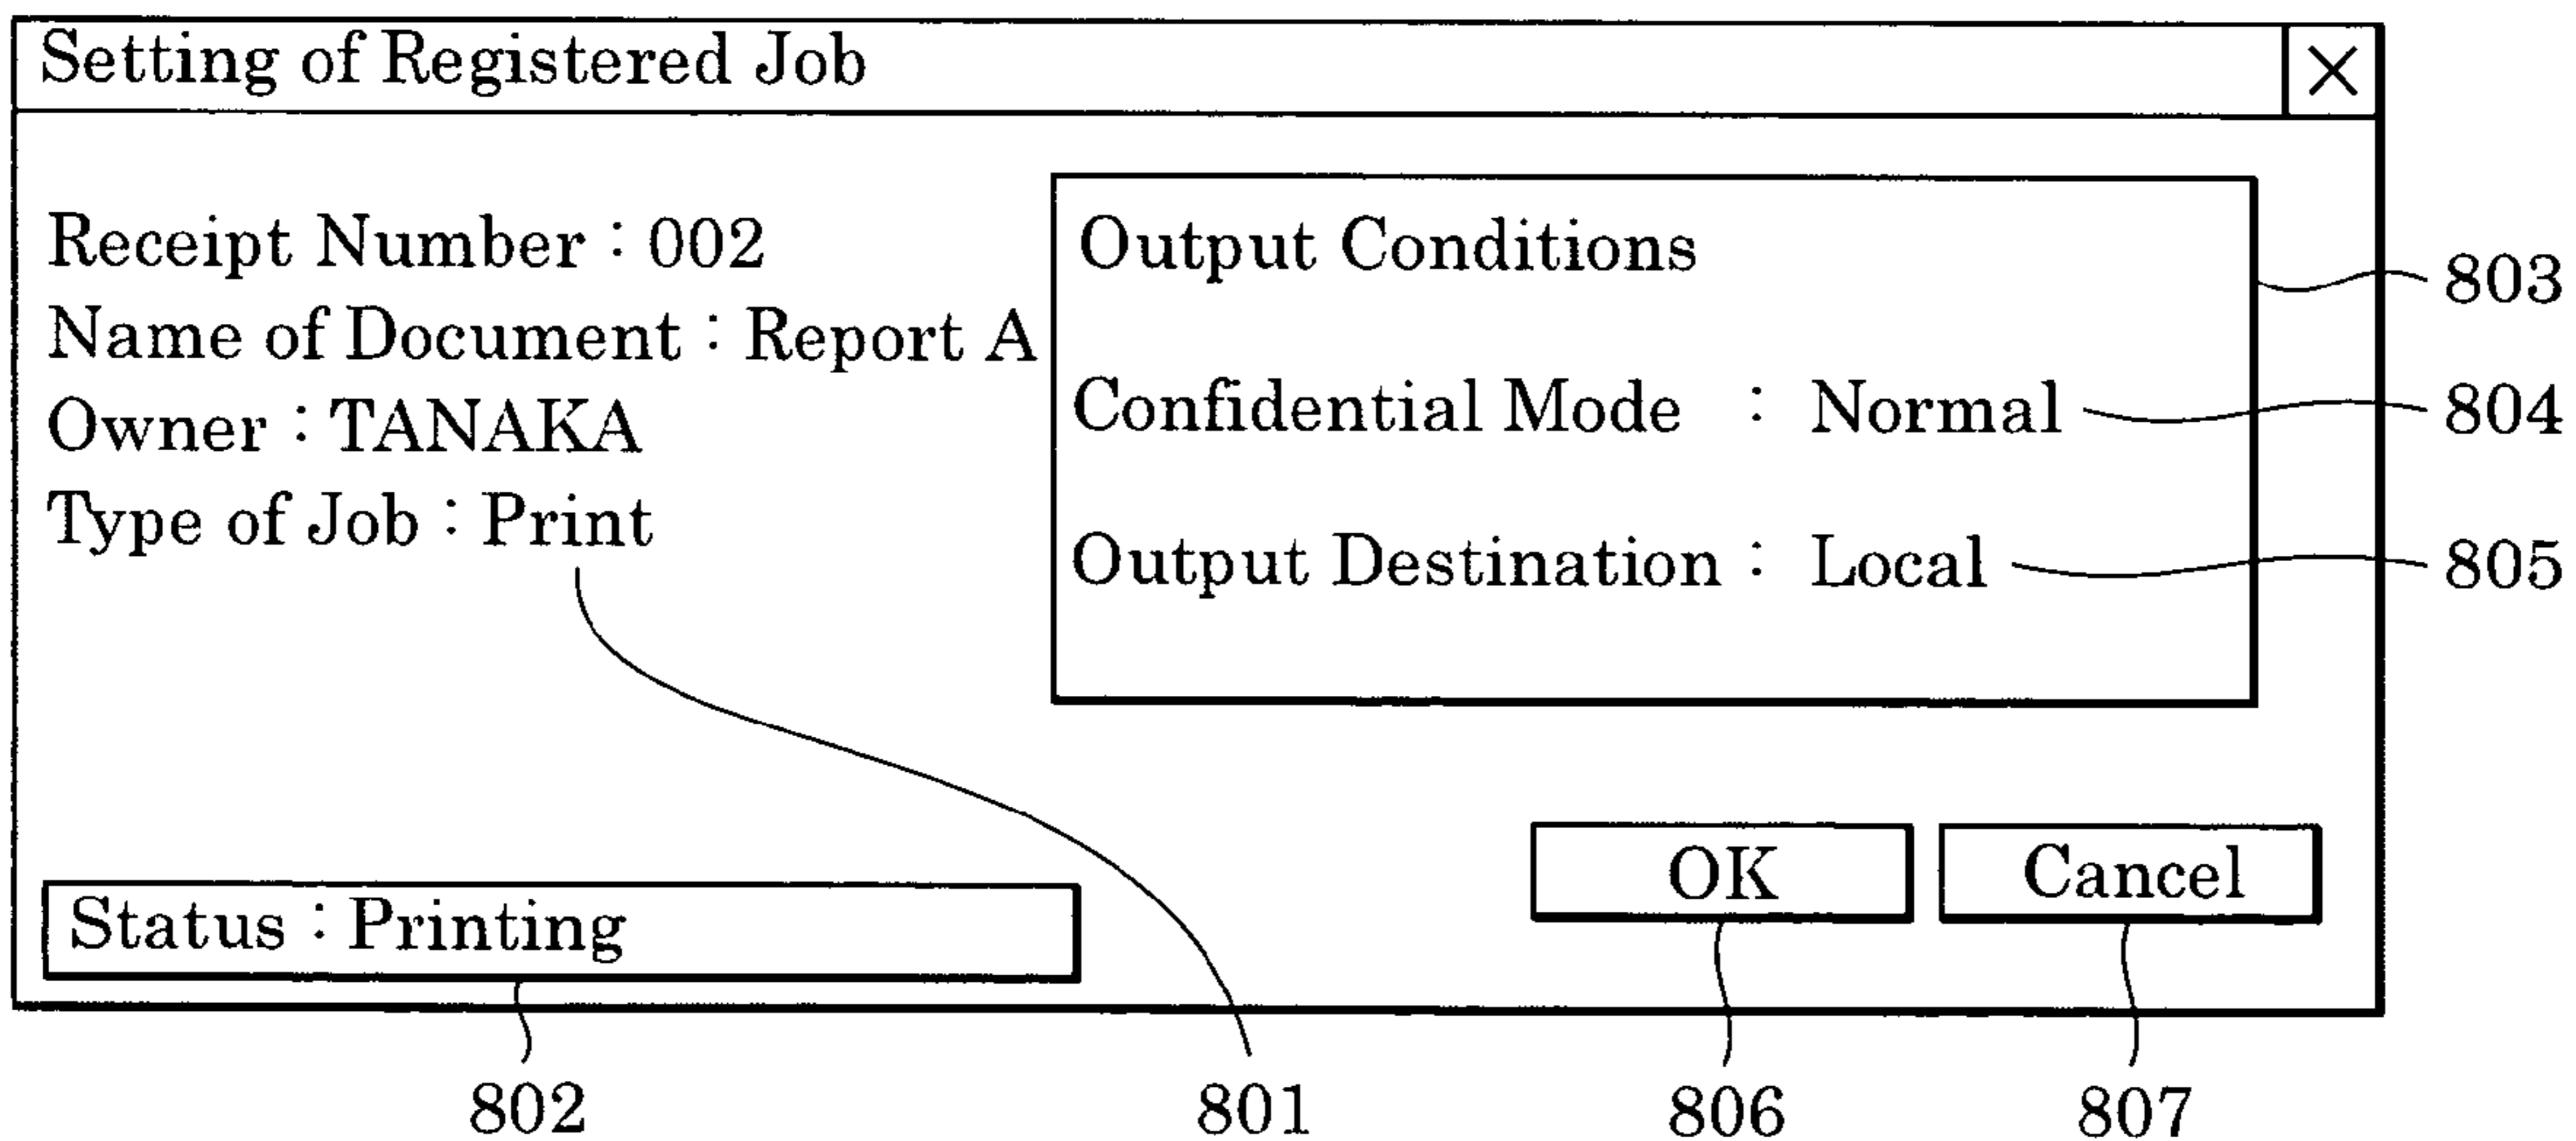 Setting of Registered Job ×
Receipt Number : 002
Name of Document : Report A
Owner : TANAKA
Type of Job : Print
Output Conditions
803
Confidential Mode : Normal
804
Output Destination : Local
805
Status : Printing
OK
Cancel
802
801
806
807